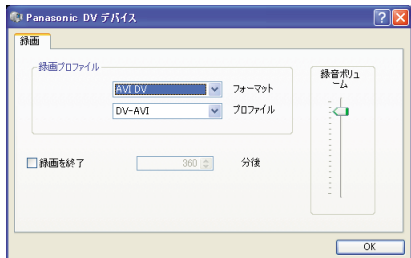 Panasonic DV デバイス
録画
録画プロファイル
AVI DV
フォーマット
DV-AVI
プロファイル
録画を終了
360
分後
録音ボリュ
ーム
OK